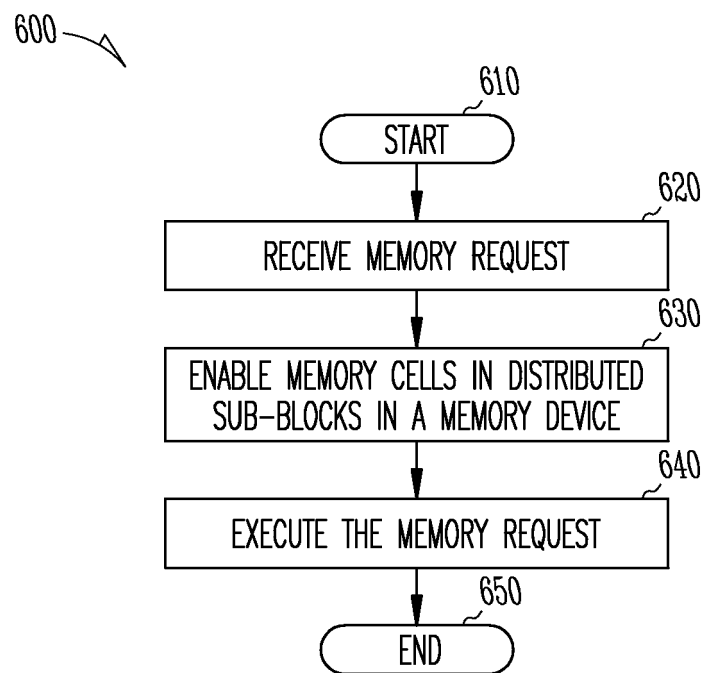 600
610
START
620
RECEIVE MEMORY REQUEST
630
ENABLE MEMORY CELLS IN DISTRIBUTED
SUB-BLOCKS IN A MEMORY DEVICE
640
EXECUTE THE MEMORY REQUEST
650
END